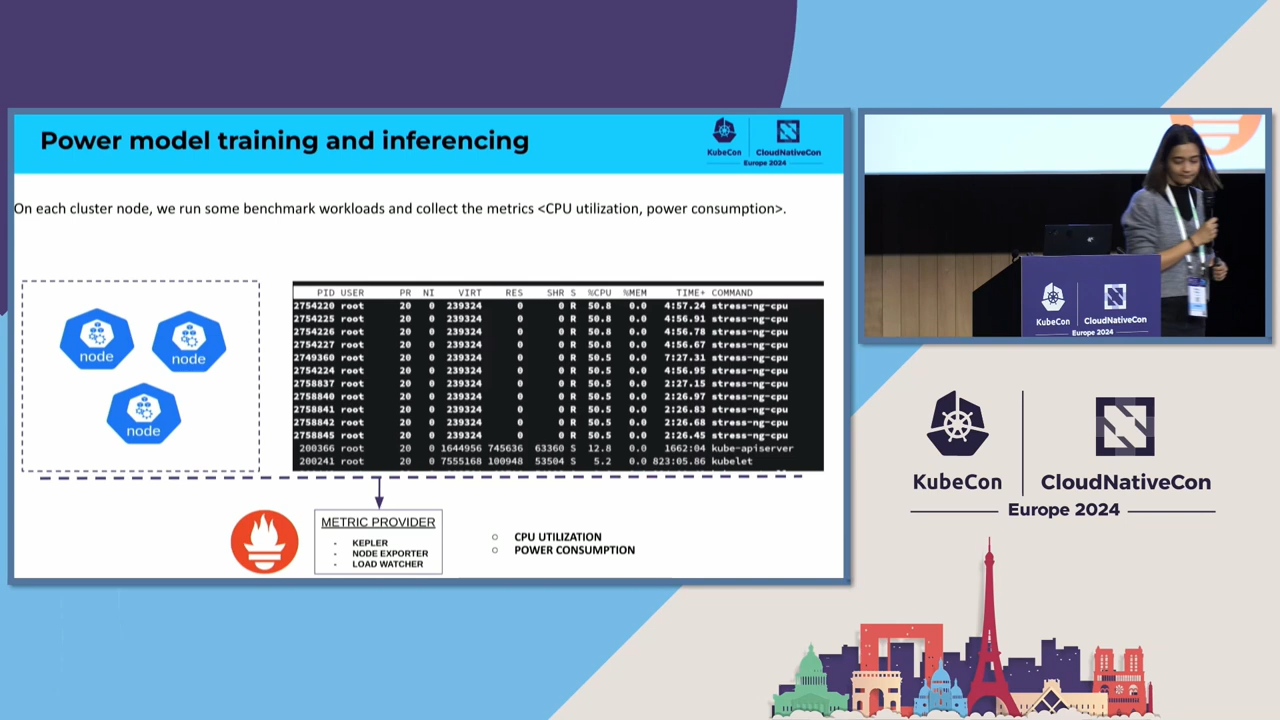 Power model training and inferencing
KubeCon
CloudNativeCon
Europe 2024
On each cluster node, we run some benchmark workloads and collect the metrics <CPU utilization, power consumption>.
node
node
node
PID USER PR NI VIRT RES SHR S %CPU %MEM TIME+ COMMAND
2754220 root 20 0 239324 0 0 R 50.8 0.0 4:57.24 stress-ng-cpu
2754225 root 20 0 239324 0 0 R 50.8 0.0 4:56.91 stress-ng-cpu
2754226 root 20 0 239324 0 0 R 50.8 0.0 4:56.78 stress-ng-cpu
2754227 root 20 0 239324 0 0 R 50.8 0.0 4:56.67 stress-ng-cpu
2749360 root 20 0 239324 0 0 R 50.5 0.0 7:27.31 stress-ng-cpu
2754224 root 20 0 239324 0 0 R 50.5 0.0 4:56.95 stress-ng-cpu
2758837 root 20 0 239324 0 0 R 50.5 0.0 2:27.15 stress-ng-cpu
2758840 root 20 0 239324 0 0 R 50.5 0.0 2:26.97 stress-ng-cpu
2758841 root 20 0 239324 0 0 R 50.5 0.0 2:26.83 stress-ng-cpu
2758842 root 20 0 239324 0 0 R 50.5 0.0 2:26.68 stress-ng-cpu
2758845 root 20 0 239324 0 0 R 50.5 0.0 2:26.45 stress-ng-cpu
200366 root 20 0 1644956 745636 63360 S 12.8 0.0 1662:04 kube-apiserver
200241 root 20 0 7555168 100948 53504 S 5.2 0.0 823:05.86 kubelet
METRIC PROVIDER
- KEPLER
- NODE EXPORTER
- LOAD WATCHER
○ CPU UTILIZATION
○ POWER CONSUMPTION
KubeCon
CloudNativeCon
Europe 2024
KubeCon
CloudNativeCon
Europe 2024